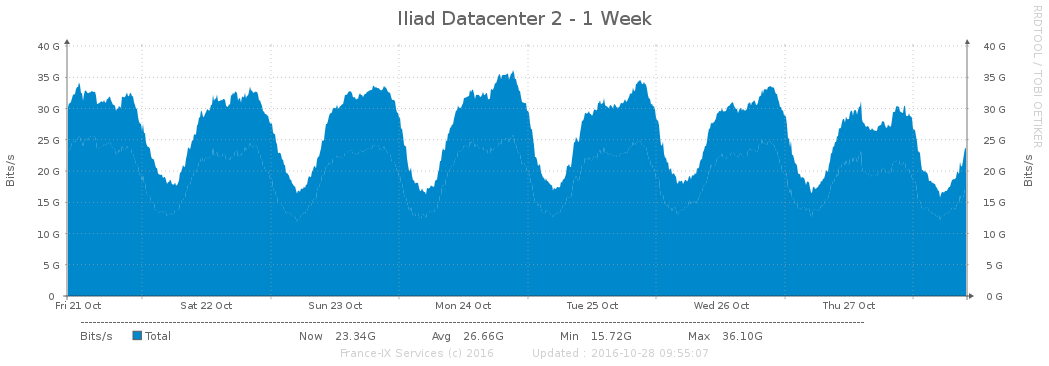 Iliad Datacenter 2 - 1 Week
RRDTOOL / TOBI OETIKER
Bits/s
Bits/s
40 G 40 G
35 G 35 G
30 G 30 G
25 G 25 G
20 G 20 G
15 G 15 G
10 G 10 G
5 G 5 G
0 0 G
Fri 21 Oct Sat 22 Oct Sun 23 Oct Mon 24 Oct Tue 25 Oct Wed 26 Oct Thu 27 Oct
Bits/s Total Now 23.34G Avg 26.66G Min 15.72G Max 36.10G
France-IX Services (c) 2016 Updated : 2016-10-28 09:55:07